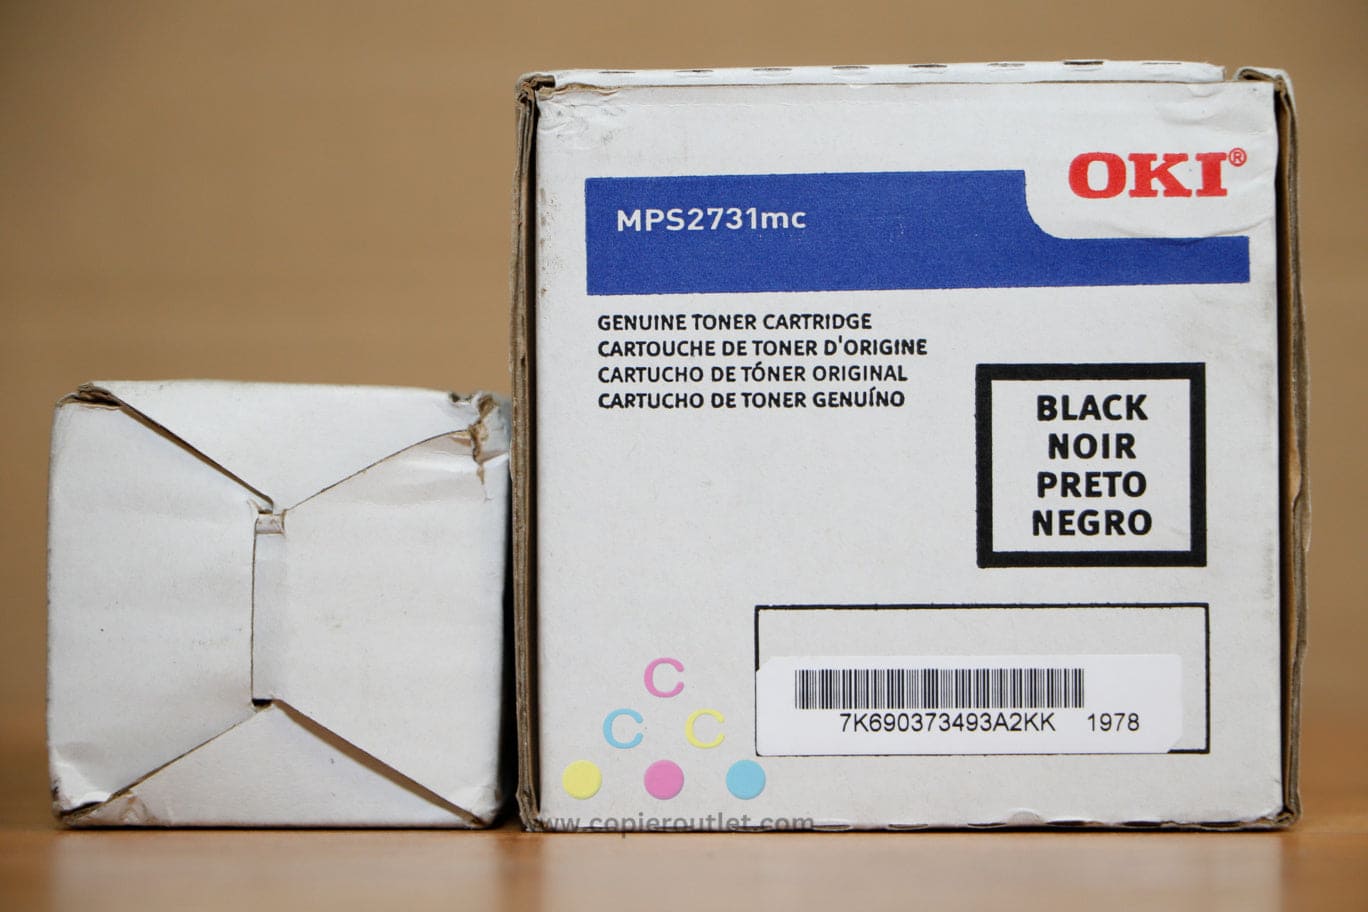 OKI®
MPS2731mc
GENUINE TONER CARTRIDGE
CARTOUCHE DE TONER D'ORIGINE
CARTUCHO DE TÓNER ORIGINAL
CARTUCHO DE TONER GENUÍNO
BLACK
NOIR
PRETO
NEGRO
7K690373493A2KK 1978
C
C C
www.copieroutlet.com